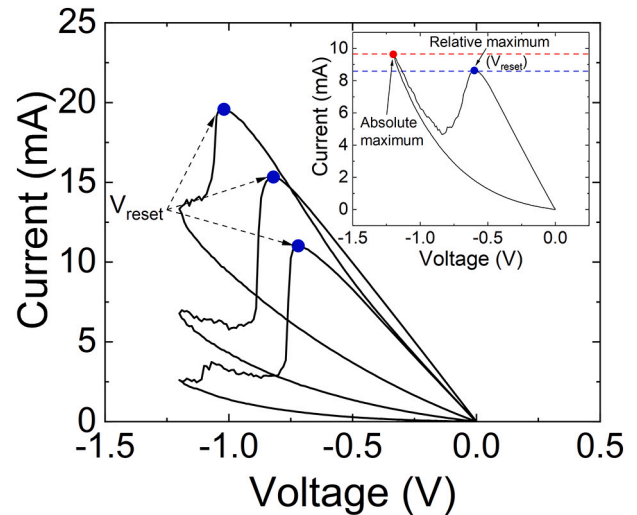 25
20
15
10
5
0
-1.5
-1.0
-0.5
0.0
0.5
Current (mA)
Voltage (V)
Vreset
10
8
6
4
2
0
-1.5
-1.0
-0.5
0.0
Current (mA)
Voltage (V)
Relative maximum
(Vreset)
Absolute
maximum